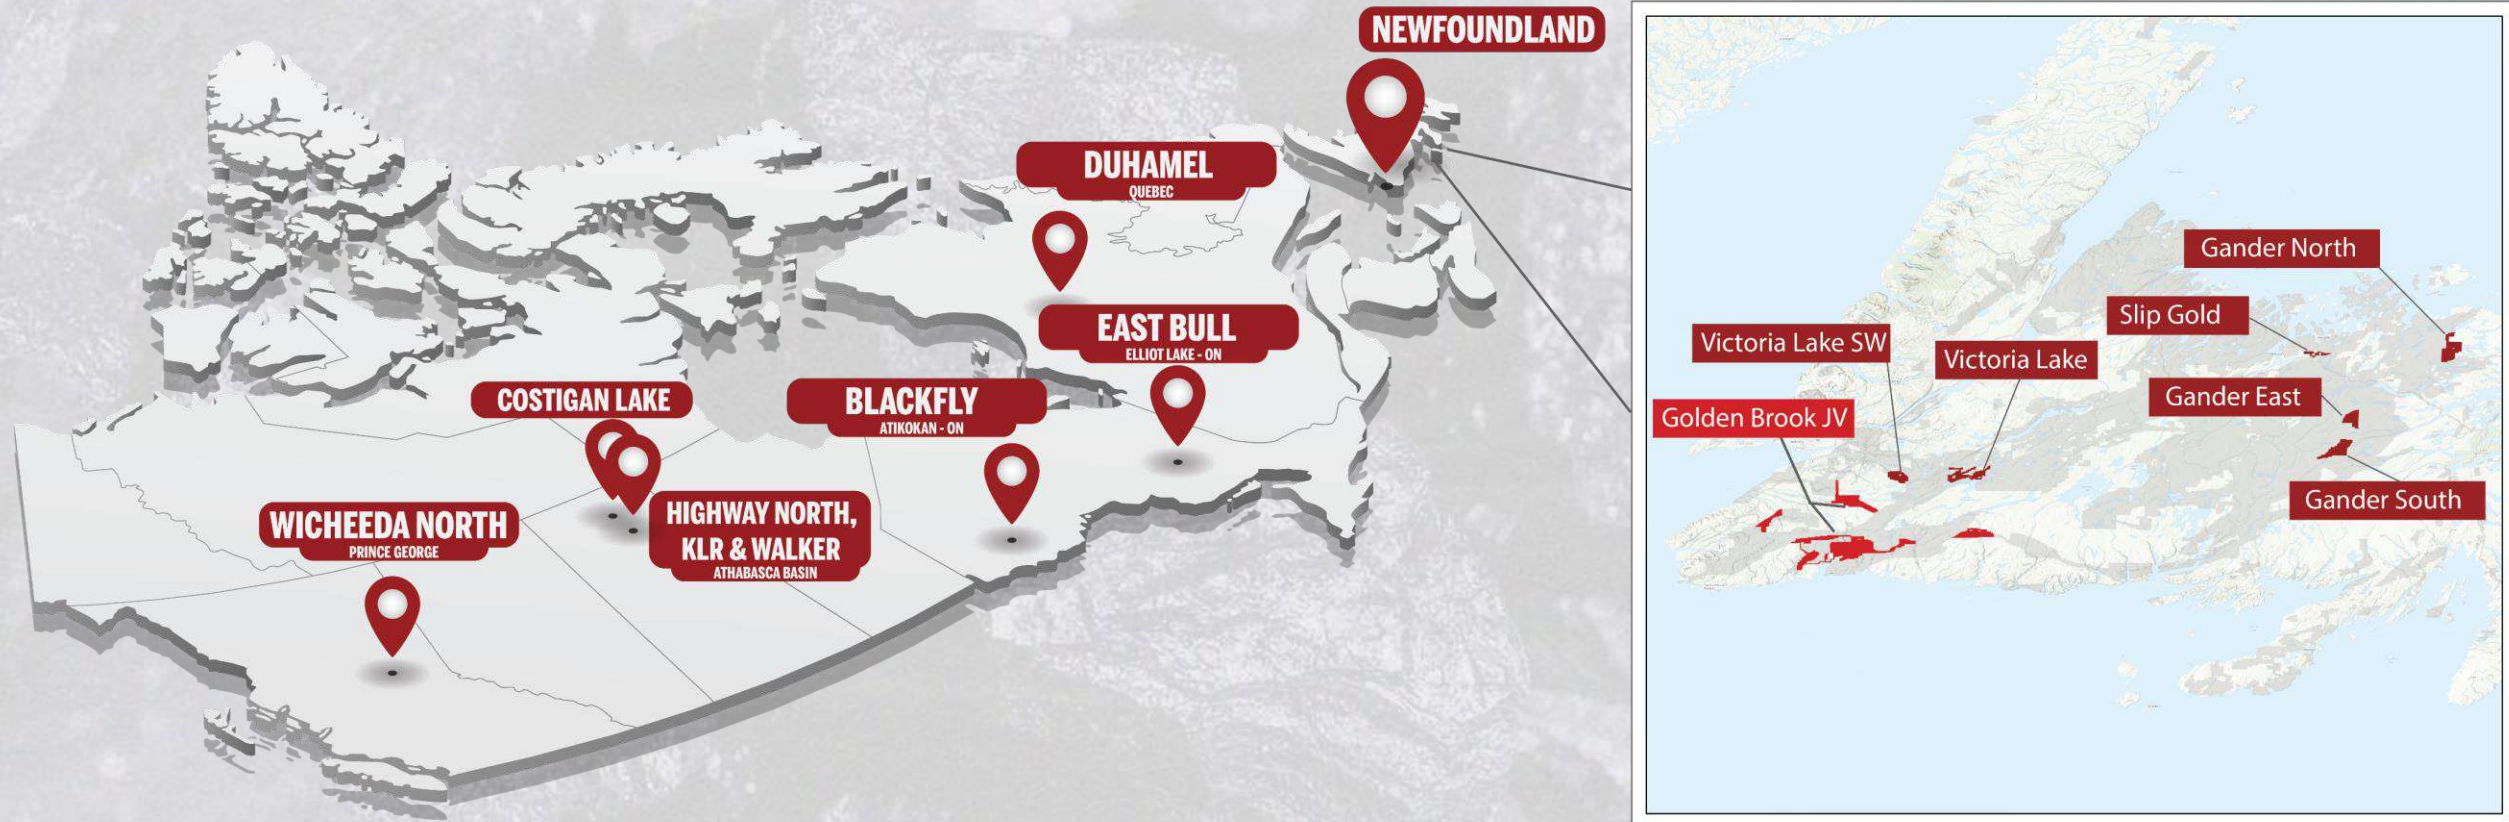 NEWFOUNDLAND
DUHAMEL
QUEBEC
EAST BULL
ELLIOT LAKE - ON
COSTIGAN LAKE
BLACKFLY
ATIKOKAN - ON
WICHEEDA NORTH
PRINCE GEORGE
HIGHWAY NORTH,
KLR & WALKER
ATHABASCA BASIN
Gander North
Slip Gold
Victoria Lake SW
Victoria Lake
Gander East
Golden Brook JV
Gander South